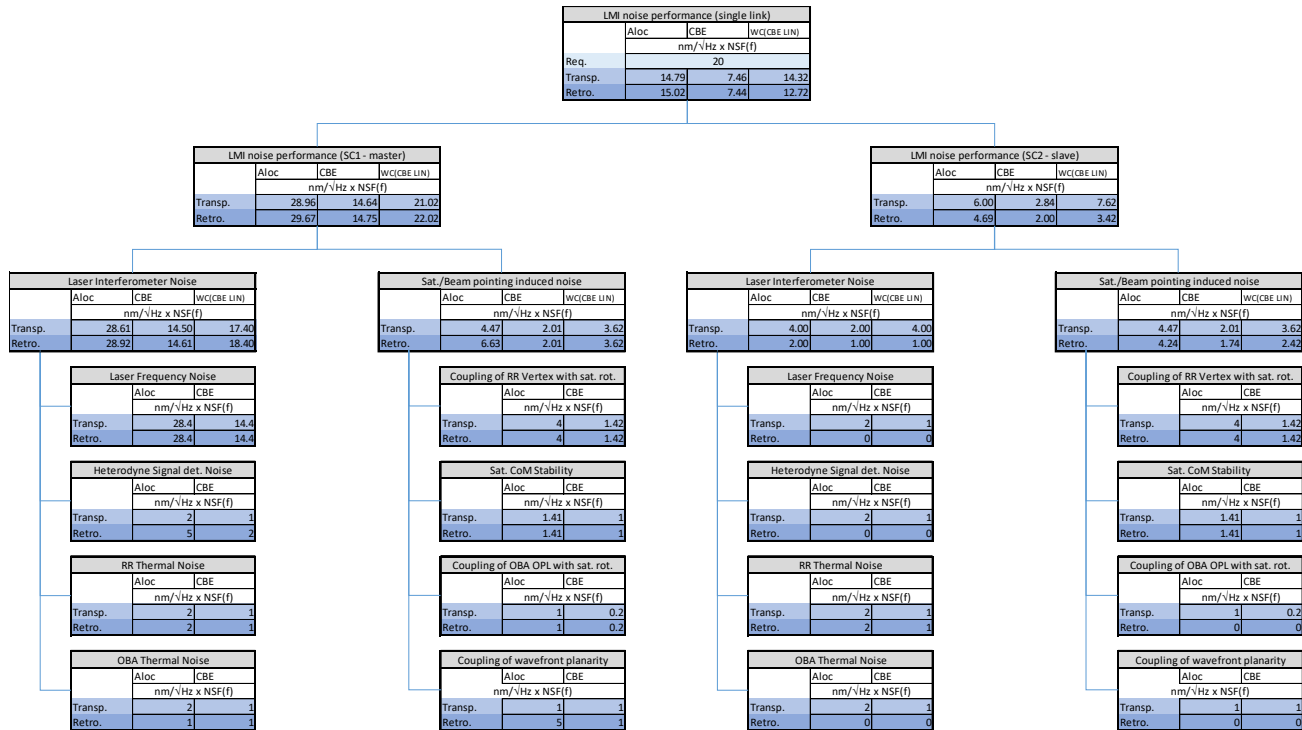 LMI noise performance (single link)
Aloc CBE WC(CBE LIN)
nm/√Hz x NSF(f)
Req. 20
Transp. 14.79 7.46 14.32
Retro. 15.02 7.44 12.72
LMI noise performance (SC1 - master)
Aloc CBE WC(CBE LIN)
nm/√Hz x NSF(f)
Transp. 28.96 14.64 21.02
Retro. 29.67 14.75 22.02
LMI noise performance (SC2 - slave)
Aloc CBE WC(CBE LIN)
nm/√Hz x NSF(f)
Transp. 6.00 2.84 7.62
Retro. 4.69 2.00 3.42
Laser Interferometer Noise
Aloc CBE WC(CBE LIN)
nm/√Hz x NSF(f)
Transp. 28.61 14.50 17.40
Retro. 28.92 14.61 18.40
Laser Frequency Noise
Aloc CBE
nm/√Hz x NSF(f)
Transp. 28.4 14.4
Retro. 28.4 14.4
Heterodyne Signal det. Noise
Aloc CBE
nm/√Hz x NSF(f)
Transp. 2 1
Retro. 5 2
RR Thermal Noise
Aloc CBE
nm/√Hz x NSF(f)
Transp. 2 1
Retro. 2 1
OBA Thermal Noise
Aloc CBE
nm/√Hz x NSF(f)
Transp. 2 1
Retro. 1 1
Sat./Beam pointing induced noise
Aloc CBE WC(CBE LIN)
nm/√Hz x NSF(f)
Transp. 4.47 2.01 3.62
Retro. 6.63 2.01 3.62
Coupling of RR Vertex with sat. rot.
Aloc CBE
nm/√Hz x NSF(f)
Transp. 4 1.42
Retro. 4 1.42
Sat. CoM Stability
Aloc CBE
nm/√Hz x NSF(f)
Transp. 1.41 1
Retro. 1.41 1
Coupling of OBA OPL with sat. rot.
Aloc CBE
nm/√Hz x NSF(f)
Transp. 1 0.2
Retro. 1 0.2
Coupling of wavefront planarity
Aloc CBE
nm/√Hz x NSF(f)
Transp. 1 1
Retro. 5 1
Laser Interferometer Noise
Aloc CBE WC(CBE LIN)
nm/√Hz x NSF(f)
Transp. 4.00 2.00 4.00
Retro. 2.00 1.00 1.00
Laser Frequency Noise
Aloc CBE
nm/√Hz x NSF(f)
Transp. 2 1
Retro. 0 0
Heterodyne Signal det. Noise
Aloc CBE
nm/√Hz x NSF(f)
Transp. 2 1
Retro. 0 0
RR Thermal Noise
Aloc CBE
nm/√Hz x NSF(f)
Transp. 2 1
Retro. 2 1
OBA Thermal Noise
Aloc CBE
nm/√Hz x NSF(f)
Transp. 2 1
Retro. 0 0
Sat./Beam pointing induced noise
Aloc CBE WC(CBE LIN)
nm/√Hz x NSF(f)
Transp. 4.47 2.01 3.62
Retro. 4.24 1.74 2.42
Coupling of RR Vertex with sat. rot.
Aloc CBE
nm/√Hz x NSF(f)
Transp. 4 1.42
Retro. 4 1.42
Sat. CoM Stability
Aloc CBE
nm/√Hz x NSF(f)
Transp. 1.41 1
Retro. 1.41 1
Coupling of OBA OPL with sat. rot.
Aloc CBE
nm/√Hz x NSF(f)
Transp. 1 0.2
Retro. 0 0
Coupling of wavefront planarity
Aloc CBE
nm/√Hz x NSF(f)
Transp. 1 1
Retro. 0 0